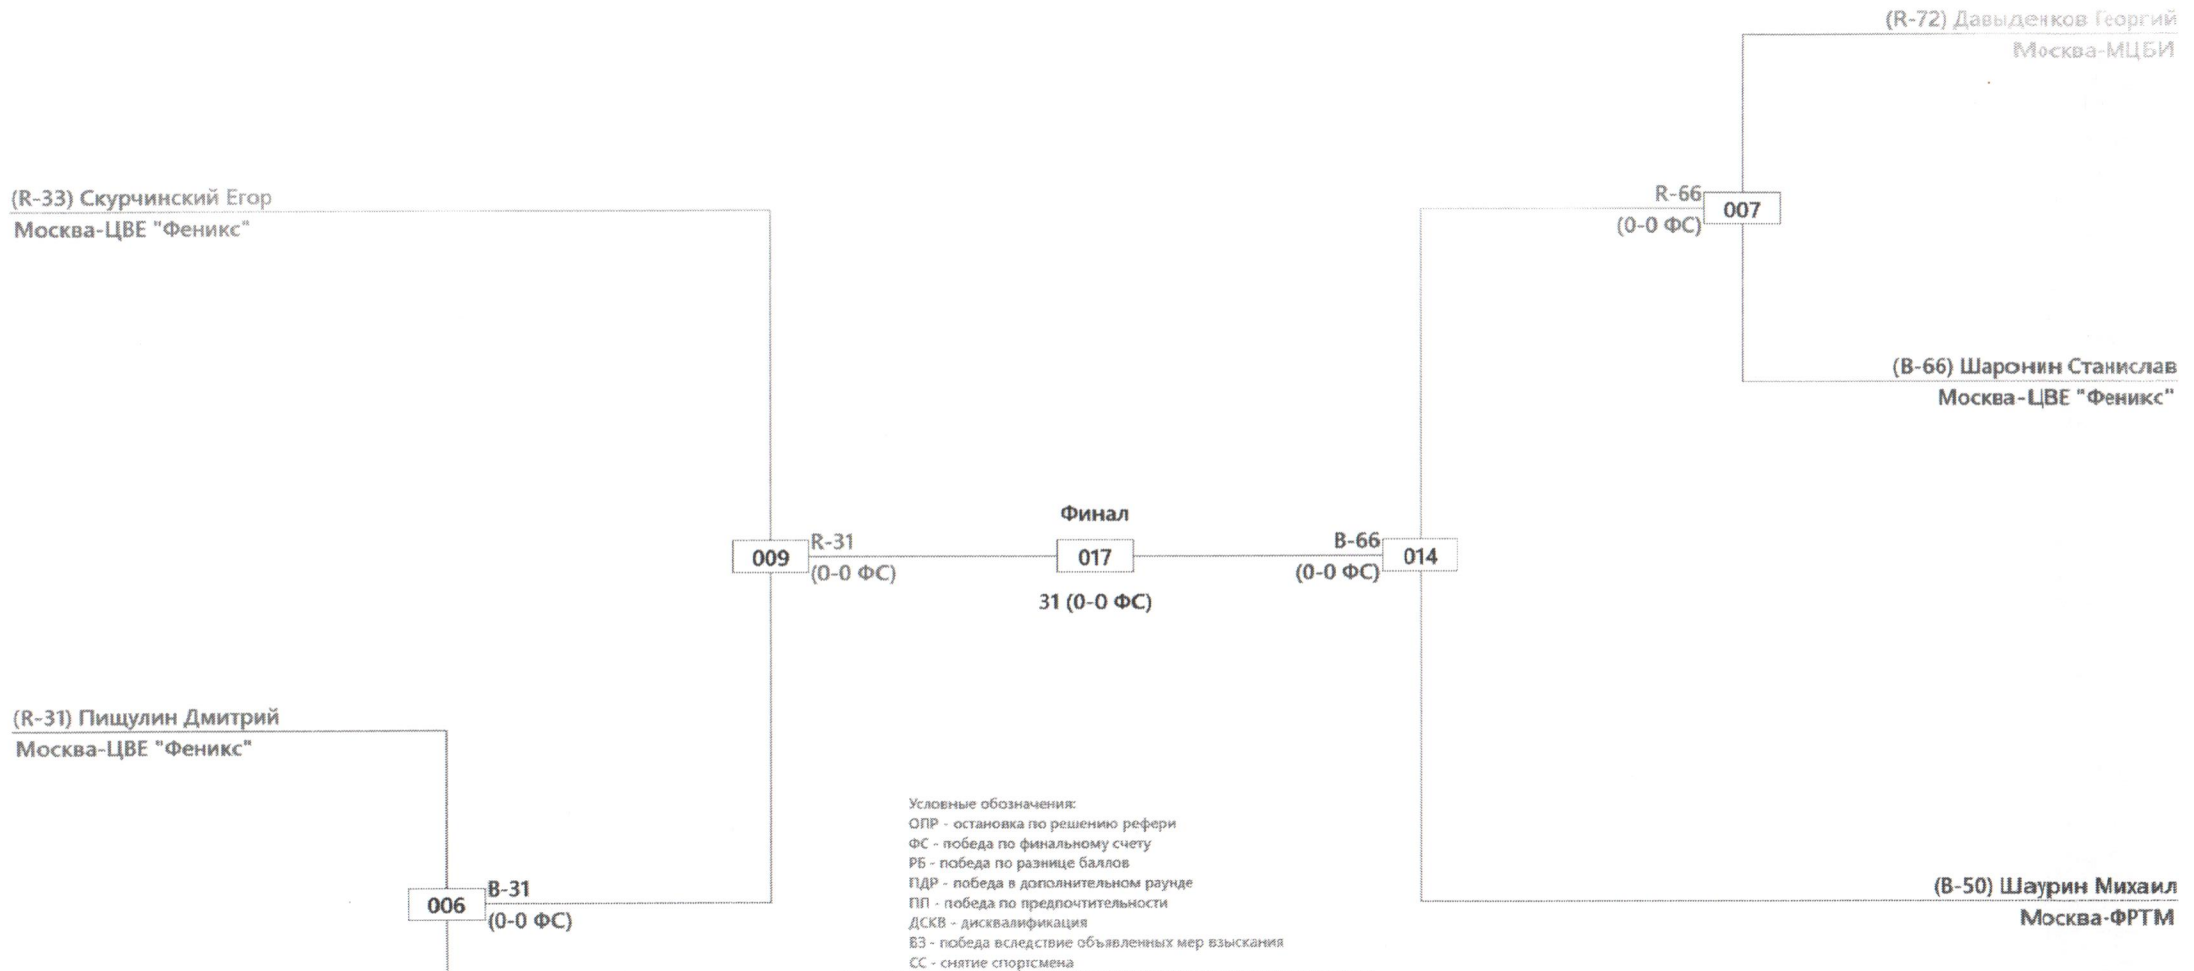 (R-72) Давыденков Георгий
Москва-МЦБИ
(R-33) Скурчинский Егор
Москва-ЦВЕ "Феникс"
R-66
(0-0 ФС)
007
(B-66) Шаронин Станислав
Москва-ЦВЕ "Феникс"
Финал
009
R-31
(0-0 ФС)
017
31 (0-0 ФС)
B-66
(0-0 ФС)
014
(R-31) Пищулин Дмитрий
Москва-ЦВЕ "Феникс"
006
B-31
(0-0 ФС)
Условные обозначения:
ОПР - остановка по решению рефери
ФС - победа по финальному счету
РБ - победа по разнице баллов
ПДР - победа в дополнительном раунде
ПП - победа по предпочтительности
ДСКВ - дисквалификация
БЗ - победа вследствие объявленных мер взыскания
СС - снятие спортсмена
(B-50) Шаурин Михаил
Москва-ФРТМ